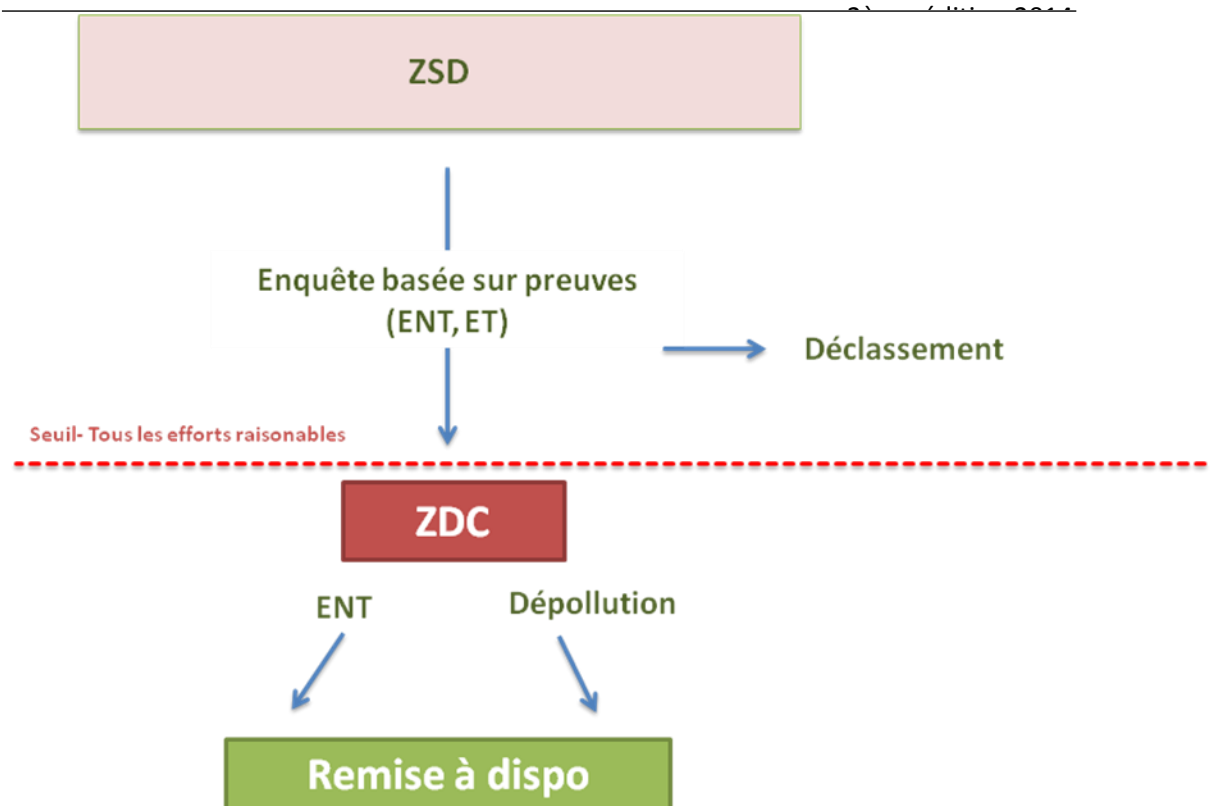 ZSD
Enquête basée sur preuves
(ENT, ET)
Déclassement
Seuil- Tous les efforts raisonables
ZDC
ENT
Dépollution
Remise à dispo